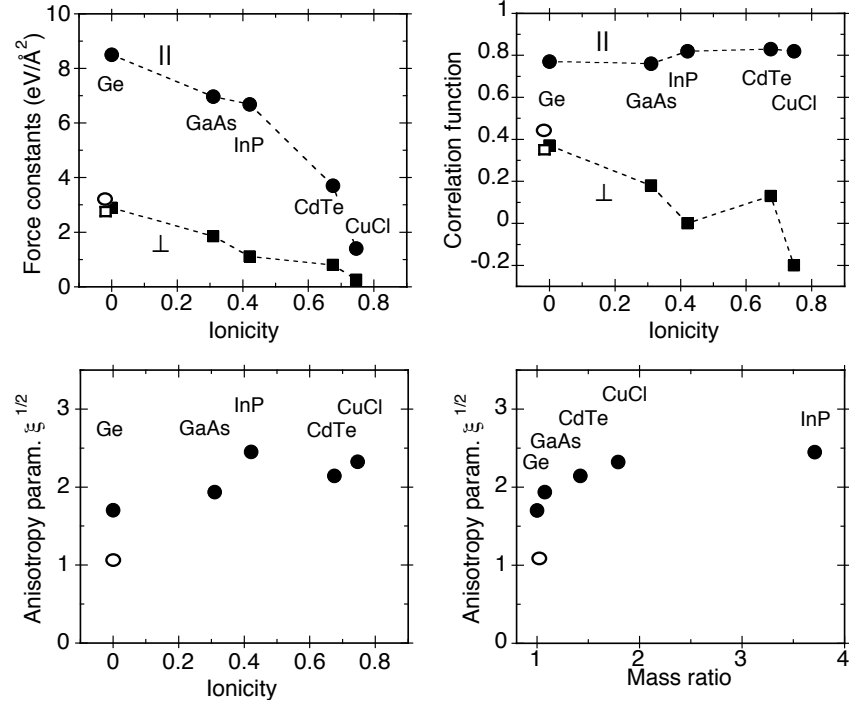 Force constants (eV/Å²)
10
8
6
4
2
0
||
Ge
GaAs
InP
CdTe
CuCl
⊥
0
0.2
0.4
0.6
0.8
Ionicity
Correlation function
1
0.8
0.6
0.4
0.2
0
-0.2
||
Ge
GaAs
InP
CdTe
CuCl
⊥
0
0.2
0.4
0.6
0.8
Ionicity
Anisotropy param. ξ 1/2
3
2
1
0
Ge
GaAs
InP
CdTe
CuCl
0
0.2
0.4
0.6
0.8
Ionicity
Anisotropy param. ξ 1/2
3
2
1
0
CuCl
CdTe
GaAs
Ge
InP
1
2
3
4
Mass ratio